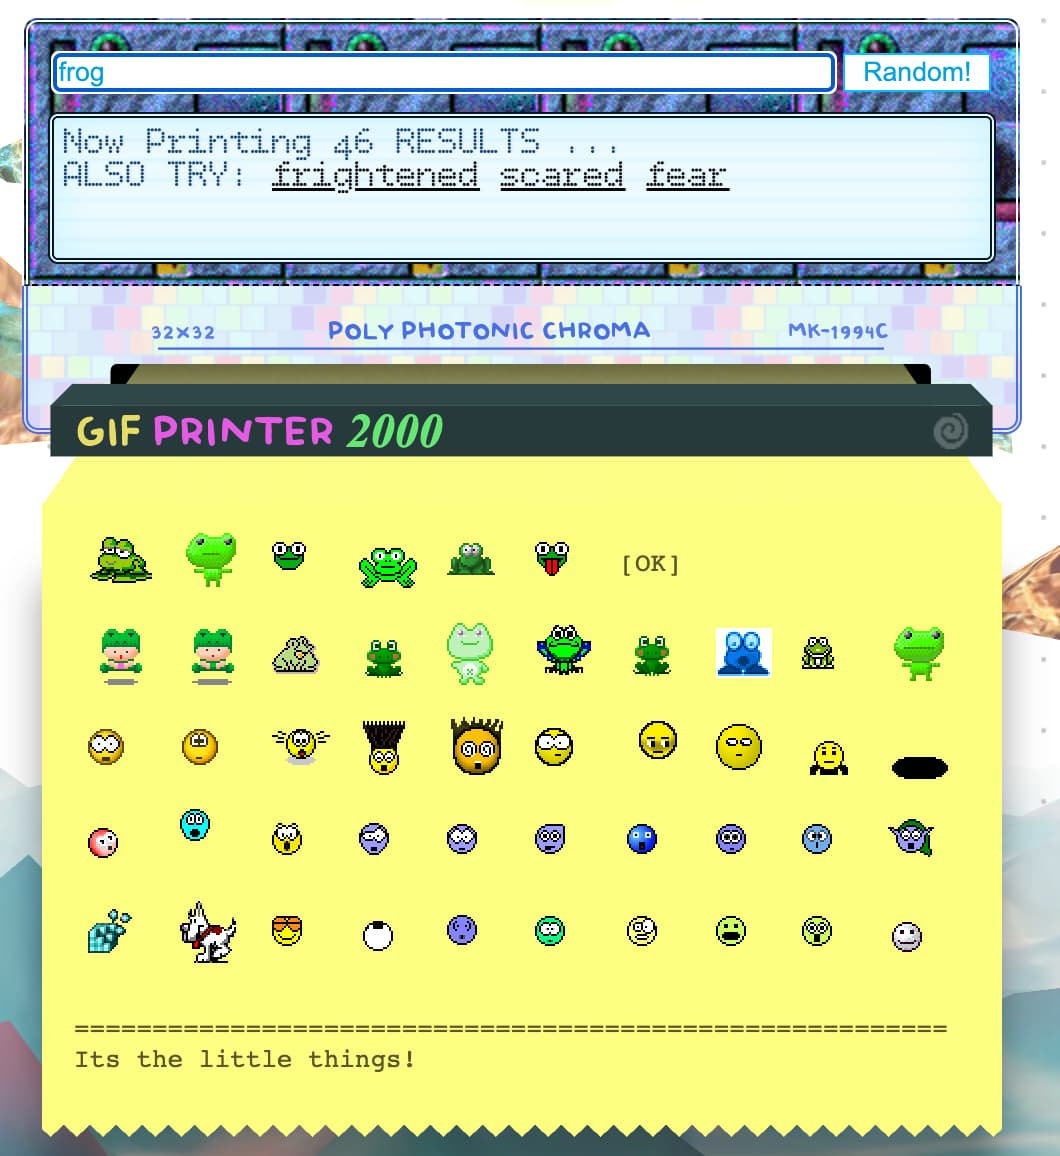 frog
Random!
Now Printing 46 RESULTS ...
ALSO TRY: frightened scared fear
32x32 POLY PHOTONIC CHROMA MK-1994C
GIF PRINTER 2000
[OK]
========================================================
Its the little things!